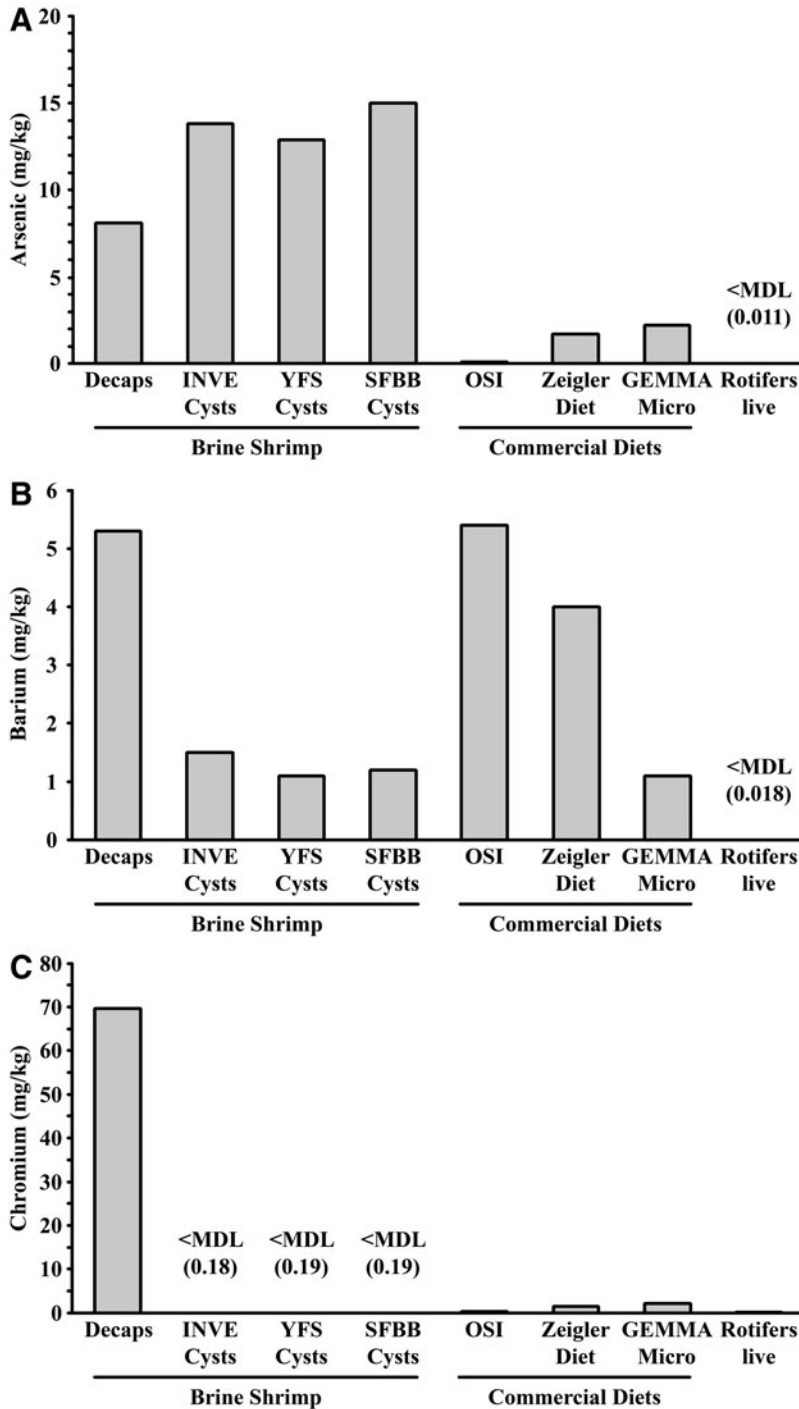 A
Arsenic (mg/kg)
20
15
10
5
0
<MDL
(0.011)
Decaps INVE YFS SFBB OSI Zeigler GEMMA Rotifers
Cysts Cysts Cysts Diet Micro live
Brine Shrimp Commercial Diets
B
Barium (mg/kg)
6
5
4
3
2
1
0
<MDL
(0.018)
Decaps INVE YFS SFBB OSI Zeigler GEMMA Rotifers
Cysts Cysts Cysts Diet Micro live
Brine Shrimp Commercial Diets
C
Chromium (mg/kg)
80
70
60
50
40
30
20
10
0
<MDL <MDL <MDL
(0.18) (0.19) (0.19)
Decaps INVE YFS SFBB OSI Zeigler GEMMA Rotifers
Cysts Cysts Cysts Diet Micro live
Brine Shrimp Commercial Diets